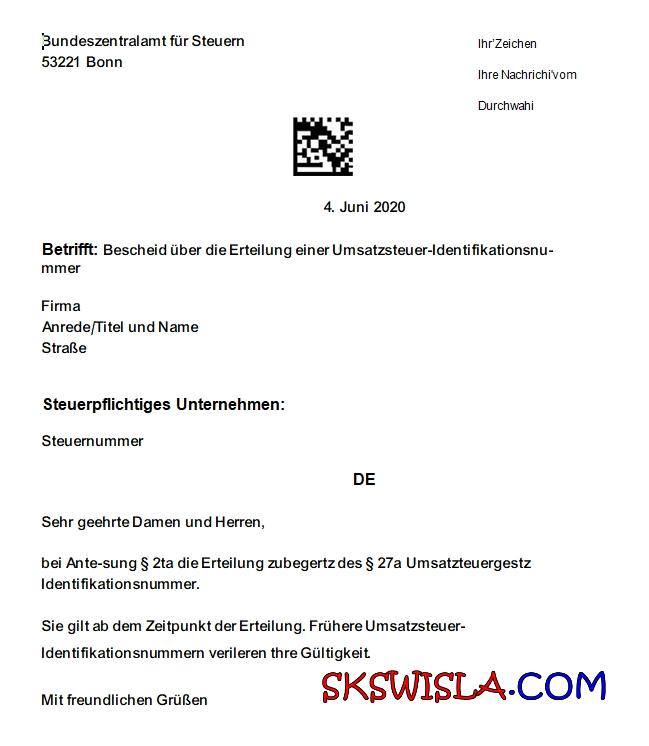 Bundeszentralamt für Steuern
53221 Bonn
Ihr'Zeichen
Ihre Nachrichi'vom
Durchwahi
4. Juni 2020
Betrifft: Bescheid über die Erteilung einer Umsatzsteuer-Identifikationsnu-
mmer
Firma
Anrede/Titel und Name
Straße
Steuerpflichtiges Unternehmen:
Steuernummer
DE
Sehr geehrte Damen und Herren,
bei Ante-sung § 2ta die Erteilung zubegertz des § 27a Umsatzteuergestz
Identifikationsnummer.
Sie gilt ab dem Zeitpunkt der Erteilung. Frühere Umsatzsteuer-
Identifikationsnummern verileren thre Gültigkeit.
Mit freundlichen Grüßen
SKSWISLA.COM